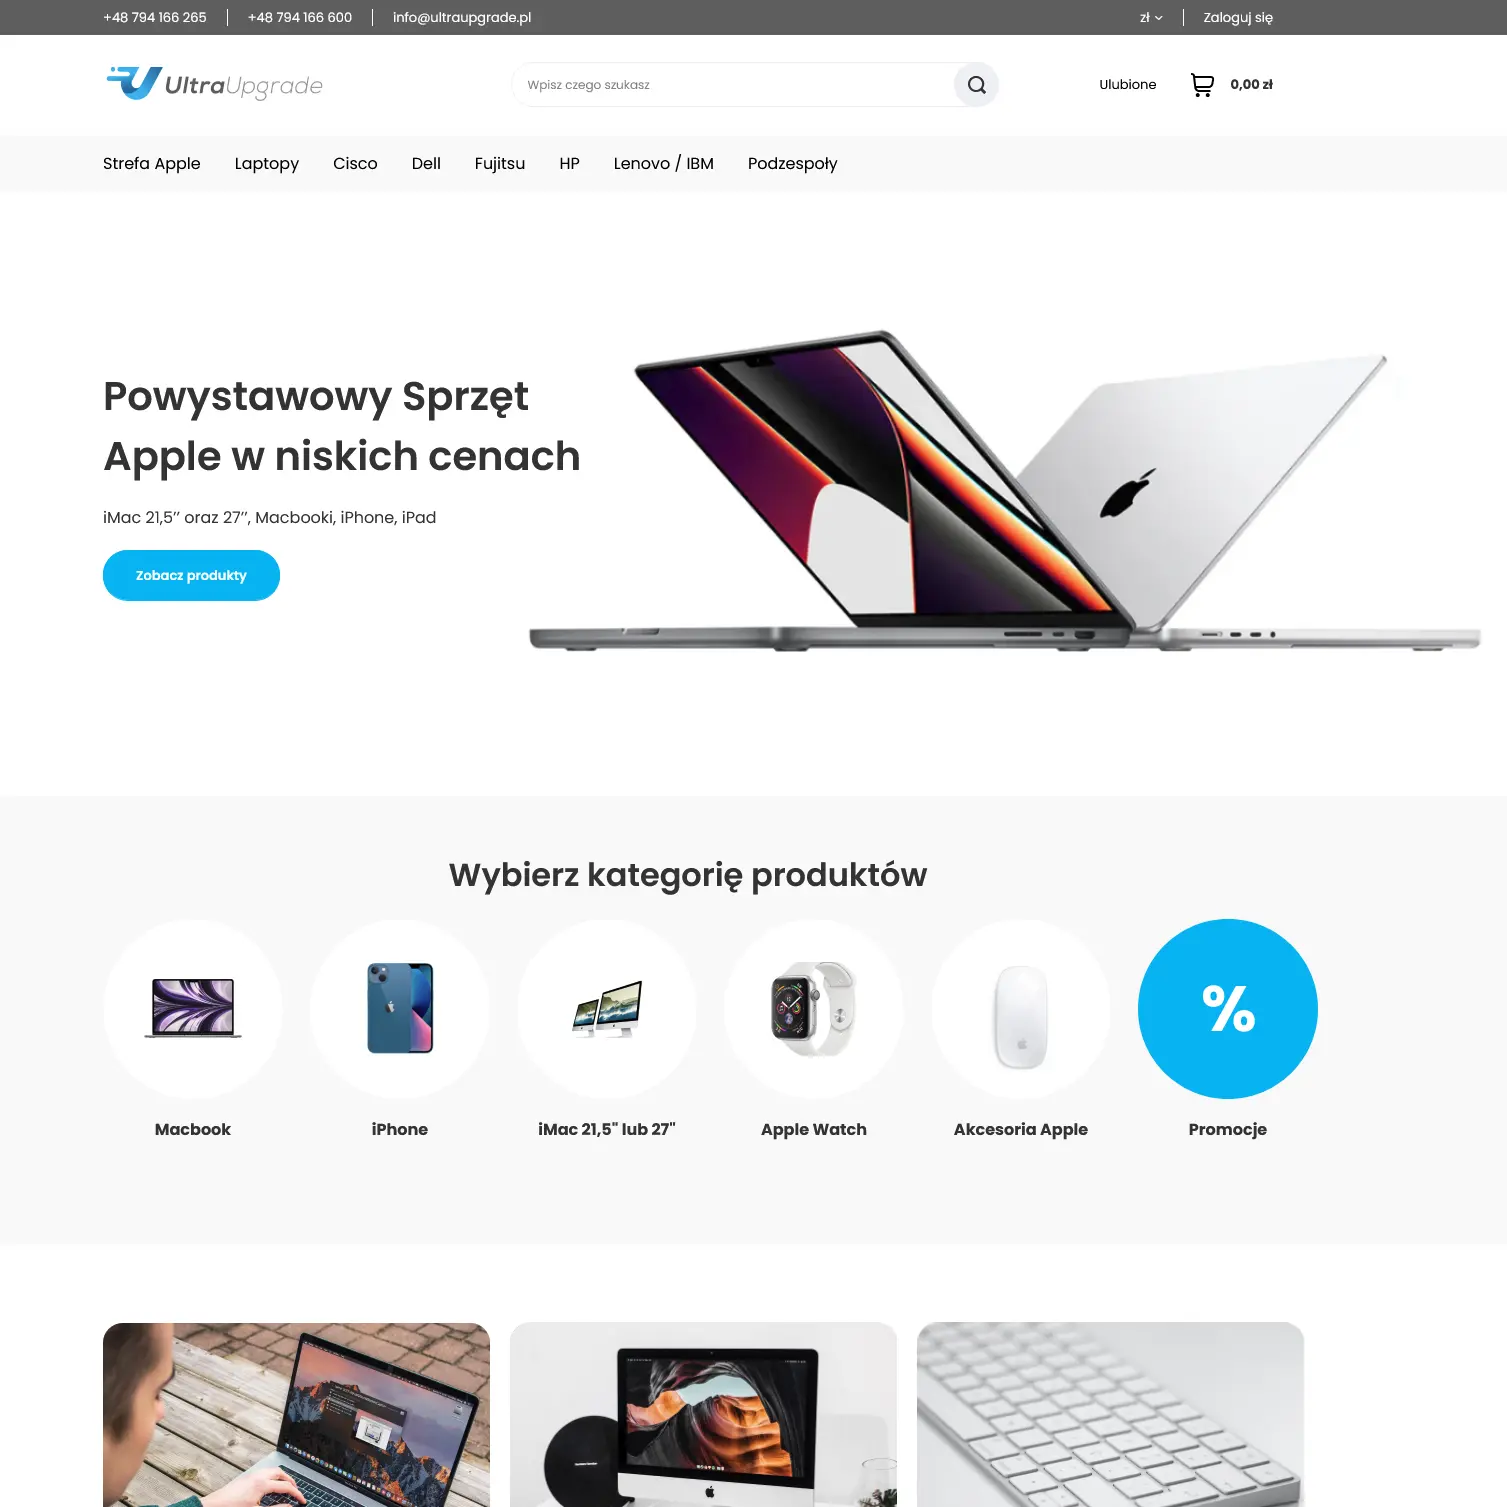 +48 794 166 265
+48 794 166 600
info@ultraupgrade.pl
zł
Zaloguj się
UltraUpgrade
Wpisz czego szukasz
Ulubione
0,00 zł
Strefa Apple
Laptopy
Cisco
Dell
Fujitsu
HP
Lenovo / IBM
Podzespoły
Powystawowy Sprzęt
Apple w niskich cenach
iMac 21,5’’ oraz 27’’, Macbooki, iPhone, iPad
Zobacz produkty
Wybierz kategorię produktów
%
Macbook
iPhone
iMac 21,5" lub 27"
Apple Watch
Akcesoria Apple
Promocje